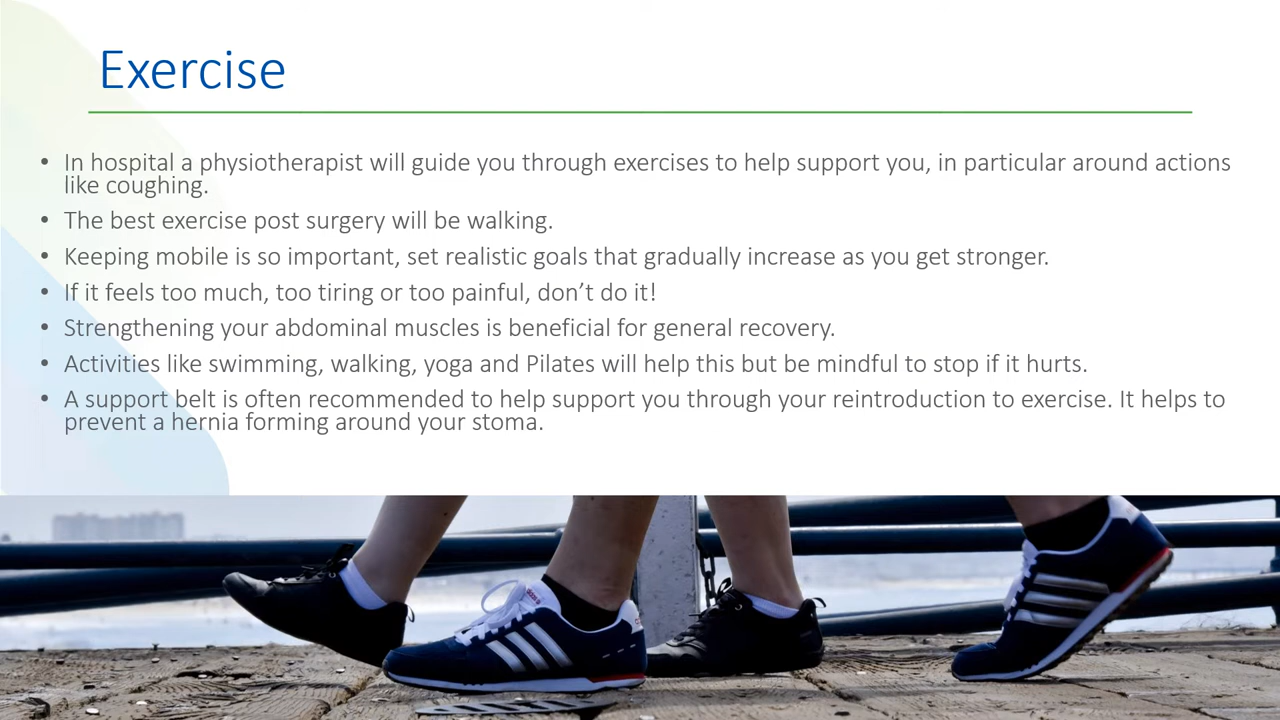 Exercise
• In hospital a physiotherapist will guide you through exercises to help support you, in particular around actions
like coughing.
• The best exercise post surgery will be walking.
• Keeping mobile is so important, set realistic goals that gradually increase as you get stronger.
• If it feels too much, too tiring or too painful, don’t do it!
• Strengthening your abdominal muscles is beneficial for general recovery.
• Activities like swimming, walking, yoga and Pilates will help this but be mindful to stop if it hurts.
• A support belt is often recommended to help support you through your reintroduction to exercise. It helps to
prevent a hernia forming around your stoma.